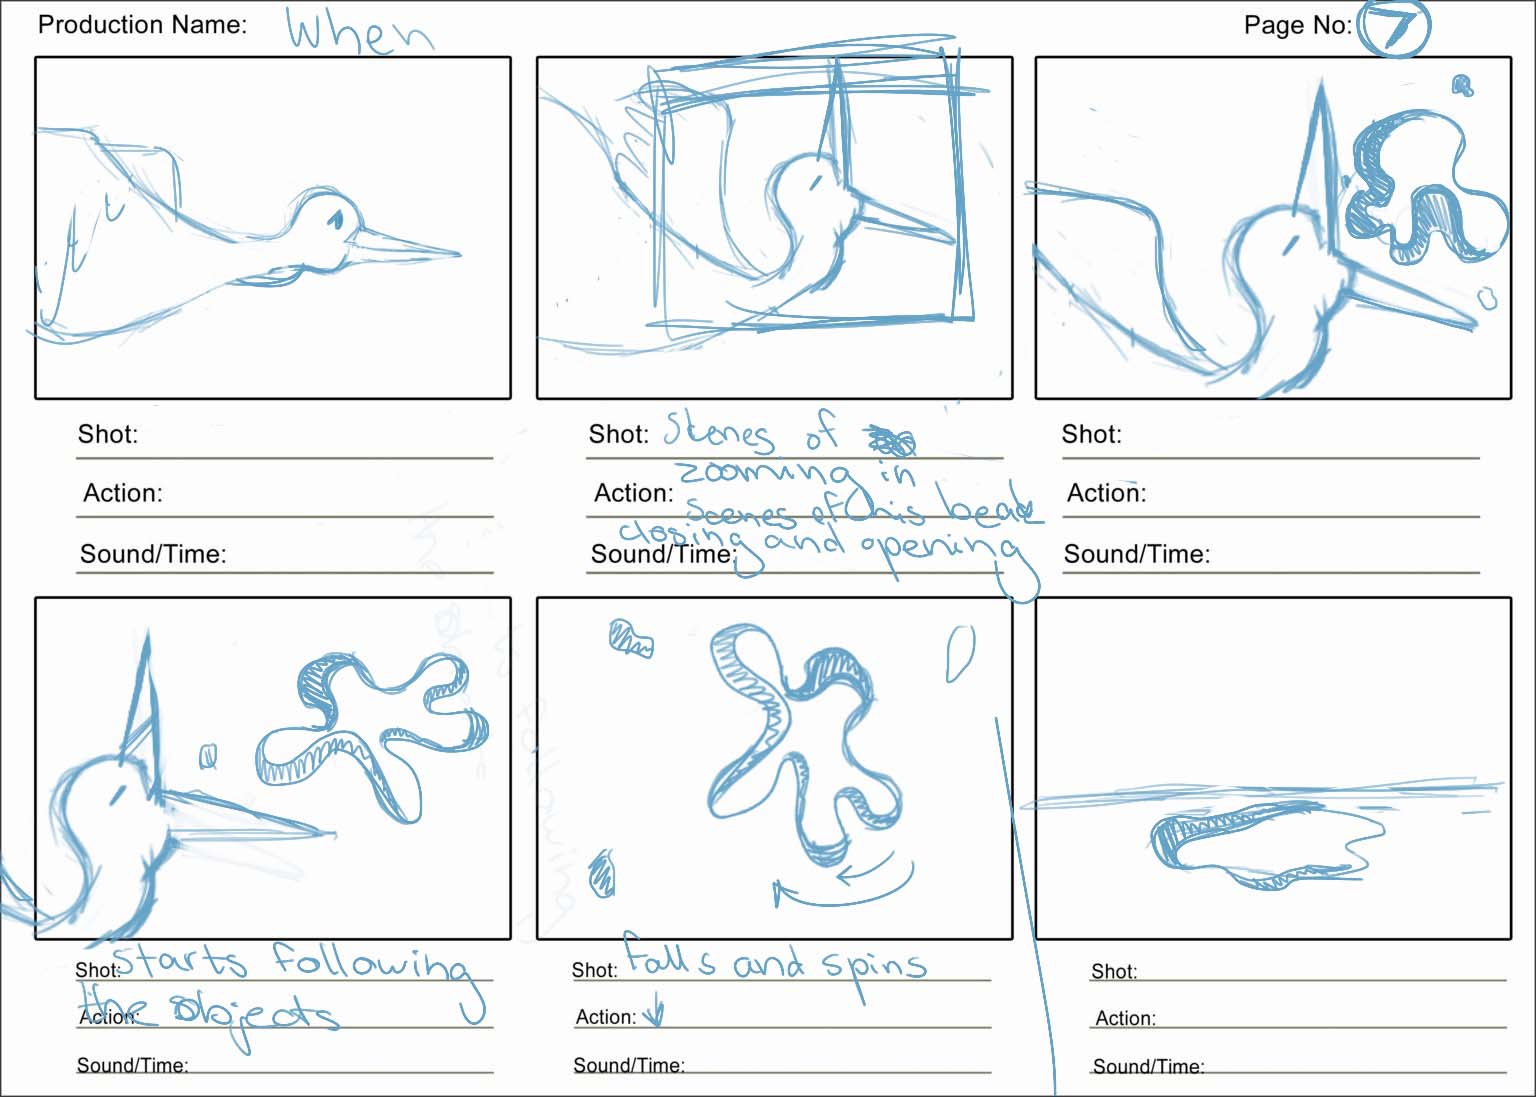 Production Name: When
Page No: 7
Shot:
Action:
Sound/Time:
Shot: Scenes of
zooming in
Action: Scenes of his beak
closing and opening
Sound/Time:
Shot:
Action:
Sound/Time:
Shot: starts following
Action: the objects
Sound/Time:
Shot: falls and spins
Action:
Sound/Time:
Shot:
Action:
Sound/Time: